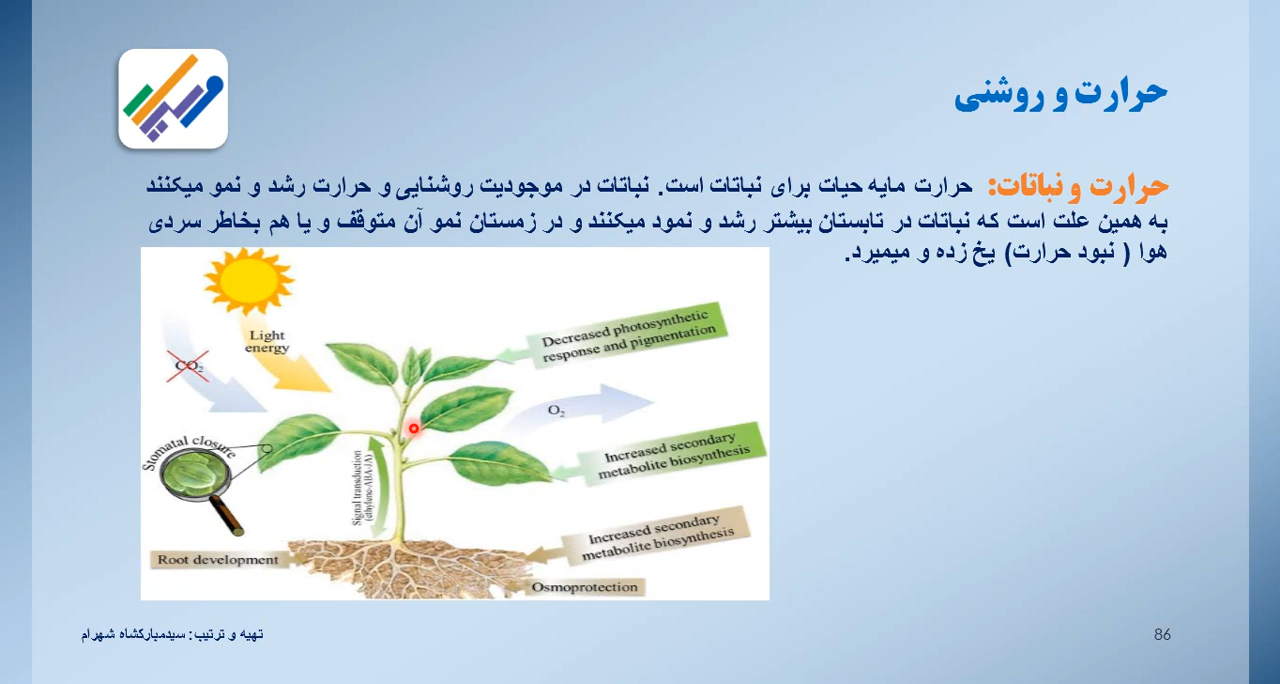 حرارت و روشنی
حرارت و نباتات: حرارت مایه حیات برای نباتات است. نباتات در موجودیت روشنایی و حرارت رشد و نمو میکنند
به همین علت است که نباتات در تابستان بیشتر رشد و نمود میکنند و در زمستان نمو آن متوقف و یا هم بخاطر سردی
هوا ( نبود حرارت) یخ زده و میمیرد.
Light
energy
CO2
Decreased photosynthetic
response and pigmentation
O2
Stomatal closure
Increased secondary
metabolite biosynthesis
Signal transduction
(ethylene-ABA-JA)
Increased secondary
metabolite biosynthesis
Root development
Osmoprotection
تهیه و ترتیب: سیدمبارکشاه شهرام
86